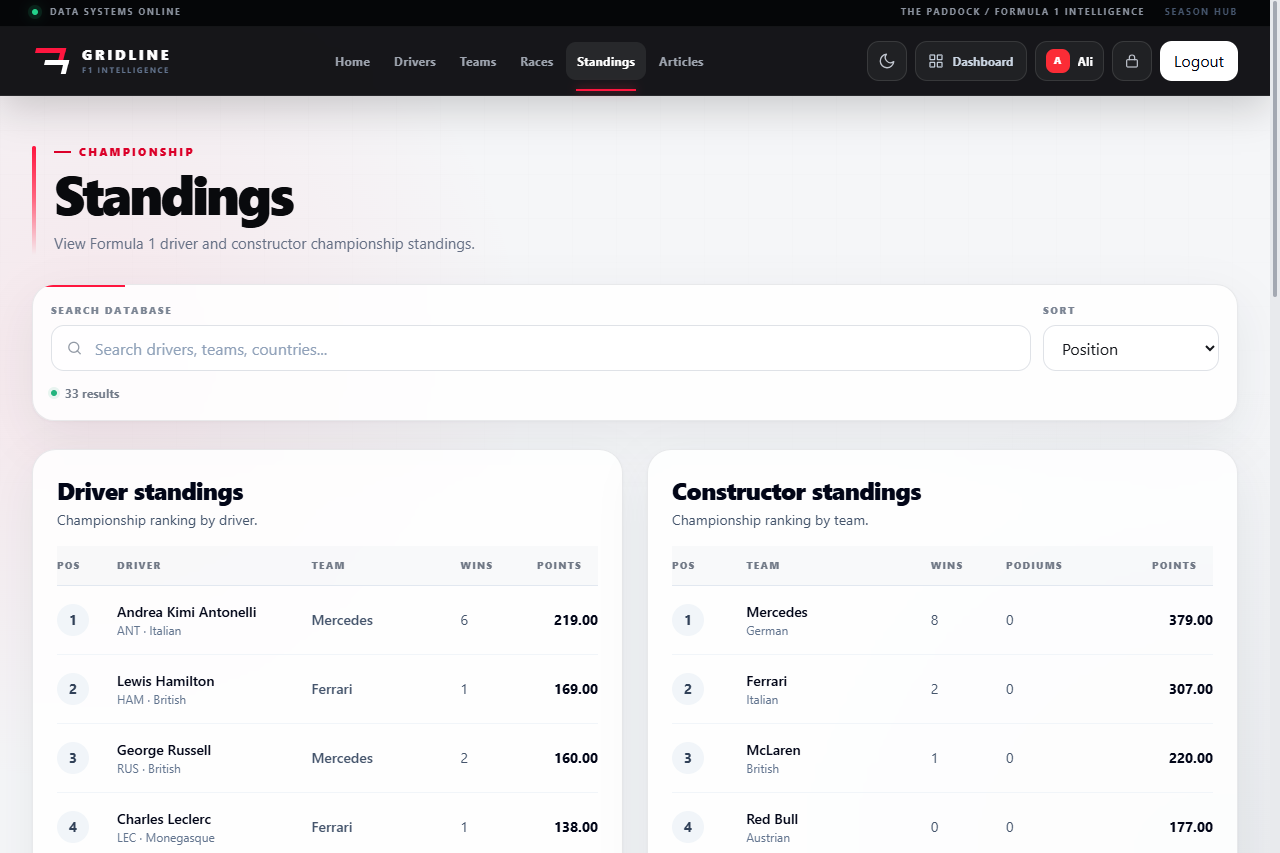 DATA SYSTEMS ONLINE
THE PADDOCK / FORMULA 1 INTELLIGENCE SEASON HUB
GRIDLINE
F1 INTELLIGENCE
Home Drivers Teams Races Standings Articles
Dashboard A Ali Logout
CHAMPIONSHIP
Standings
View Formula 1 driver and constructor championship standings.
SEARCH DATABASE SORT
Search drivers, teams, countries... Position
33 results
Driver standings
Championship ranking by driver.
POS DRIVER TEAM WINS POINTS
1 Andrea Kimi Antonelli Mercedes 6 219.00
ANT · Italian
2 Lewis Hamilton Ferrari 1 169.00
HAM · British
3 George Russell Mercedes 2 160.00
RUS · British
4 Charles Leclerc Ferrari 1 138.00
LEC · Monegasque
Constructor standings
Championship ranking by team.
POS TEAM WINS PODIUMS POINTS
1 Mercedes 8 0 379.00
German
2 Ferrari 2 0 307.00
Italian
3 McLaren 1 0 220.00
British
4 Red Bull 0 0 177.00
Austrian